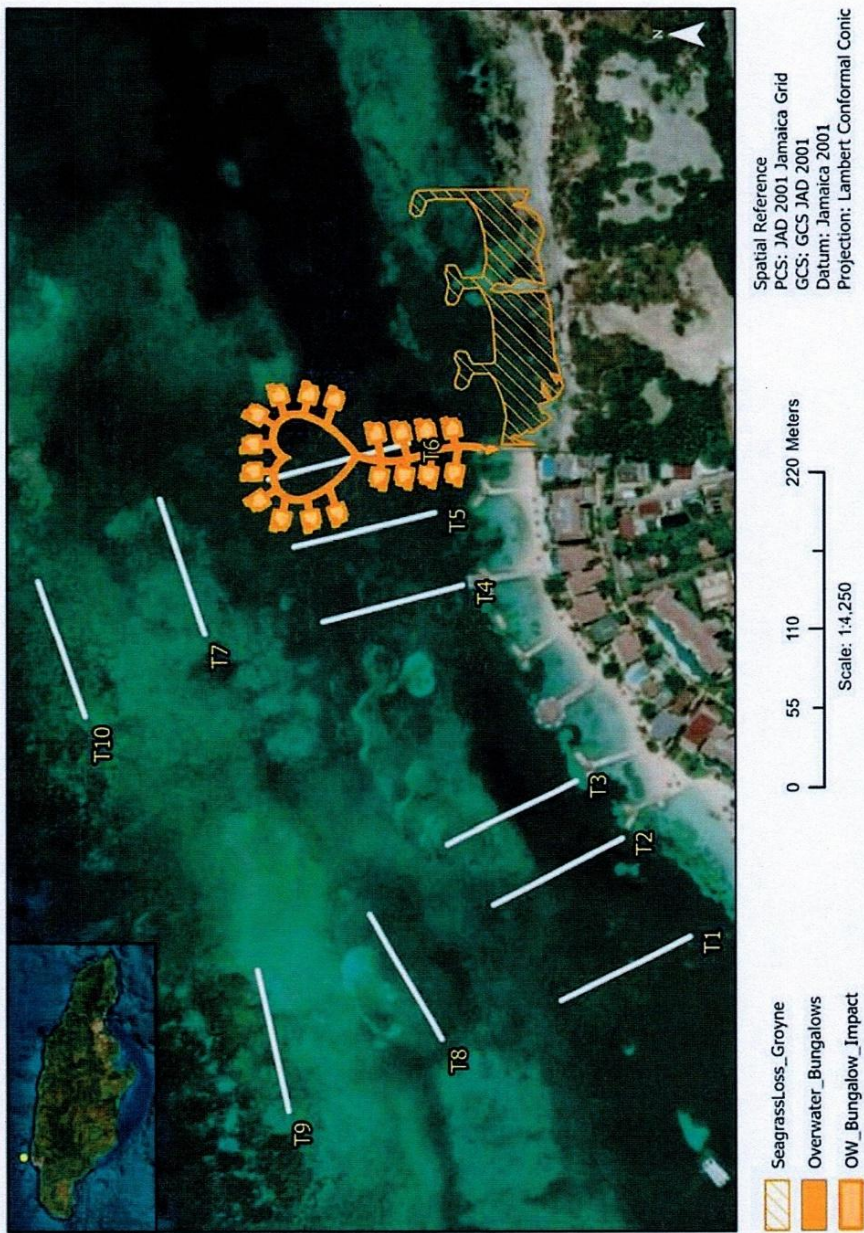 N
T10
T7
T9
T8
T6
T5
T4
T3
T2
T1
SeagrassLoss_Groyne
Overwater_Bungalows
OW_Bungalow_Impact
0 55 110 220 Meters
Scale: 1:4,250
Spatial Reference
PCS: JAD 2001 Jamaica Grid
GCS: GCS JAD 2001
Datum: Jamaica 2001
Projection: Lambert Conformal Conic